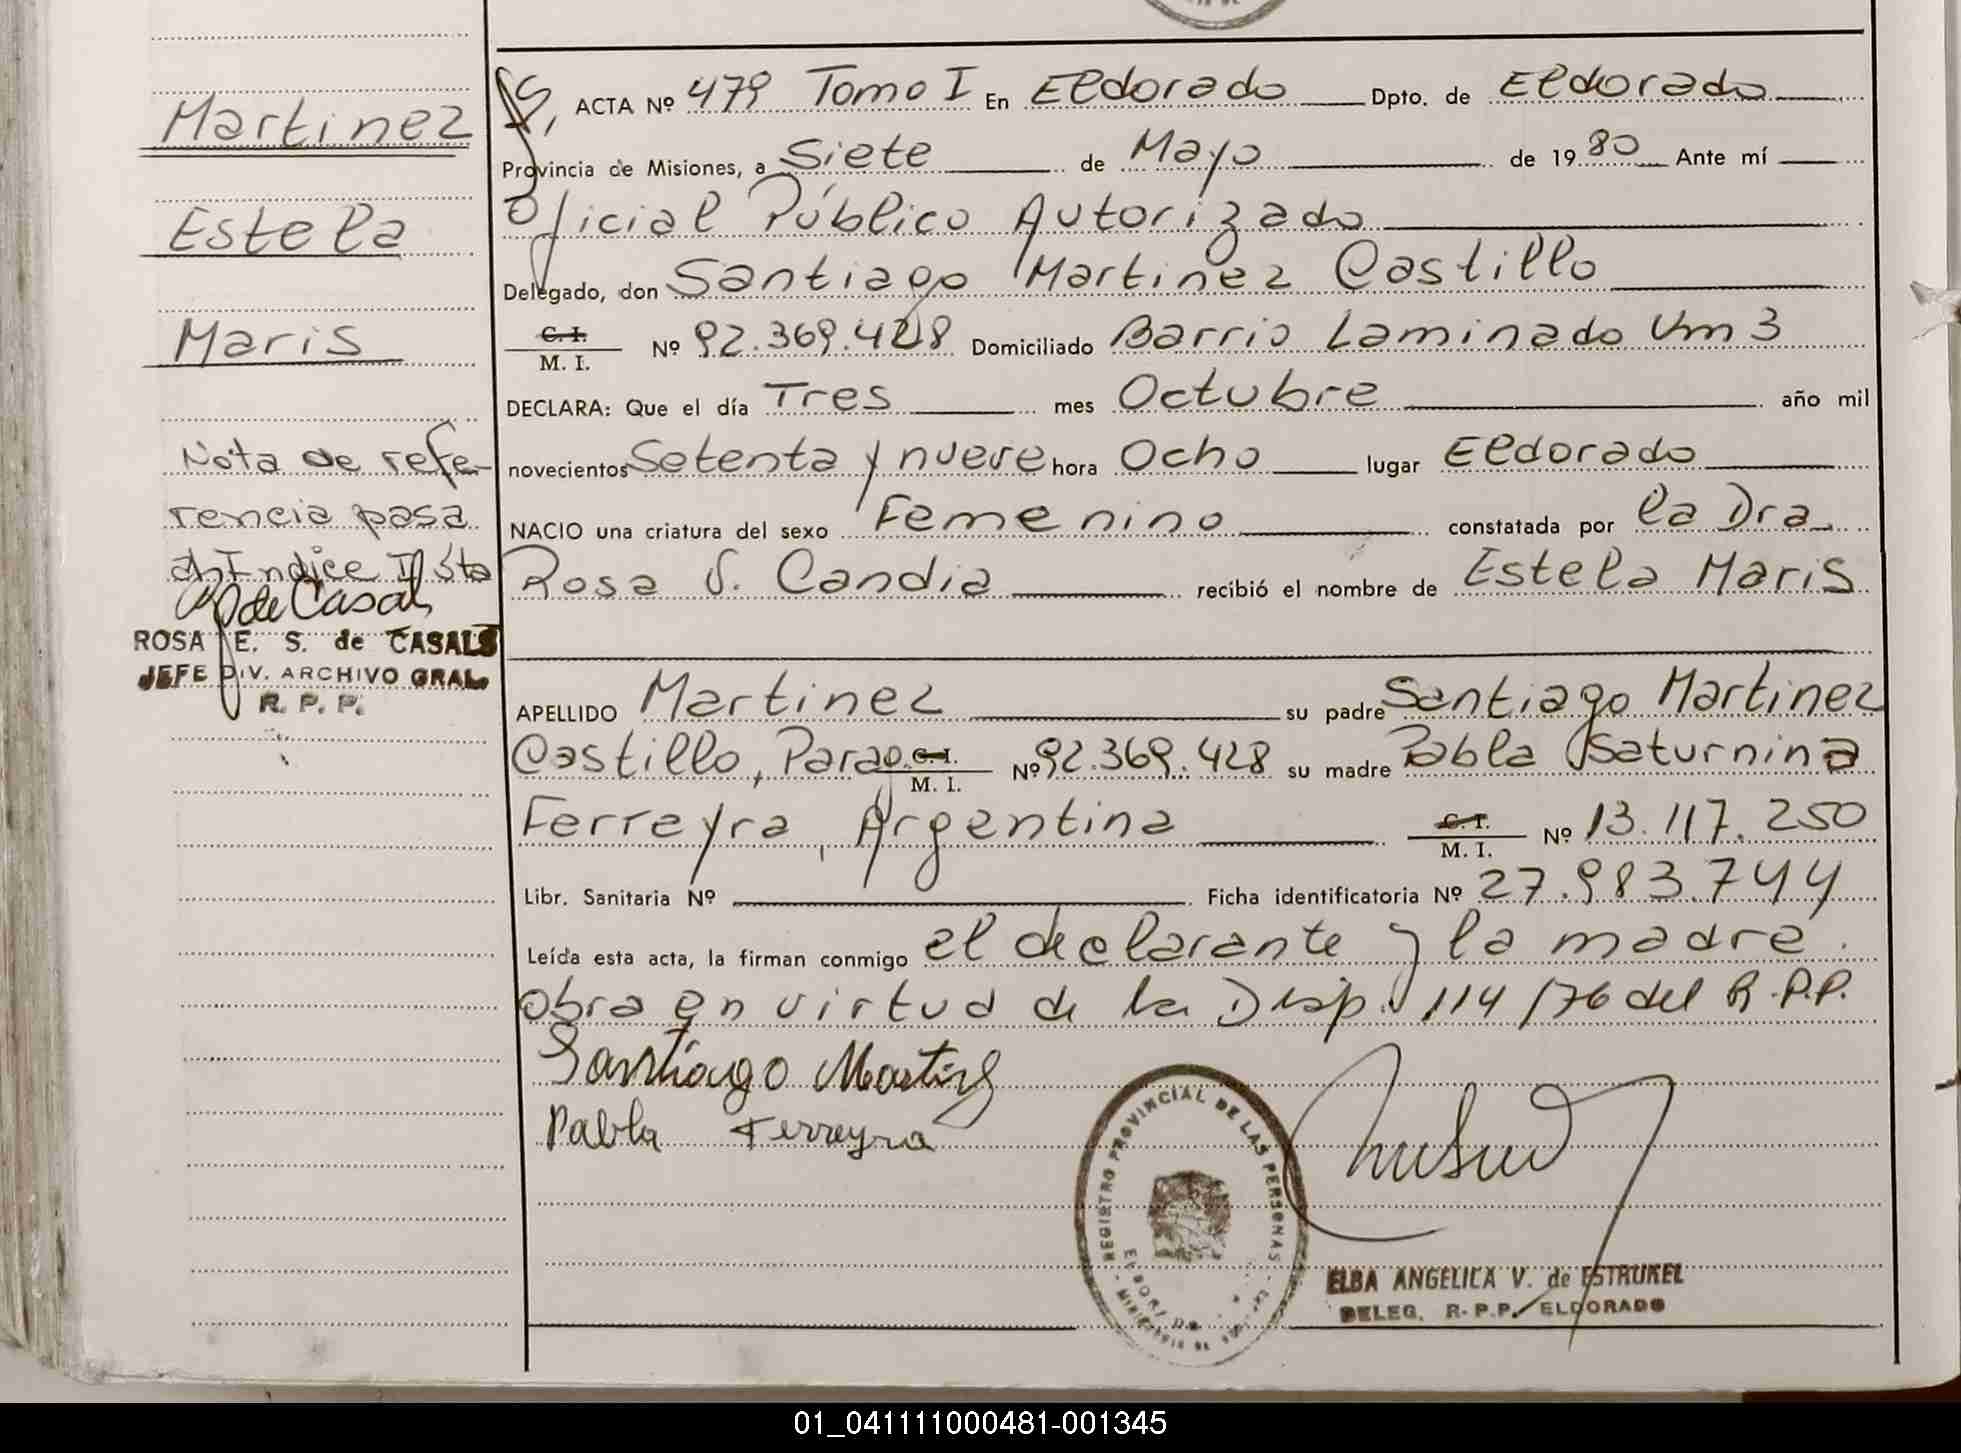 Martinez
Estela
Maris
Nota de refe-
rencia pasa
al Indice IIsta
ROSA E. S. de CASALS
JEFE DIV. ARCHIVO GRAL.
R. P. P.
ACTA Nº 479 Tomo I En Eldorado Dpto. de Eldorado
Provincia de Misiones, a Siete de Mayo de 1980 Ante mí
Oficial Público Autorizado
Delegado, don Santiago Martinez Castillo
C. I. / M. I. Nº 92.369.428 Domiciliado Barrio Laminado Km 3
DECLARA: Que el día Tres mes Octubre año mil
novecientos Setenta y nueve hora Ocho lugar Eldorado
NACIO una criatura del sexo Femenino constatada por la Dra
Rosa S. Candia recibió el nombre de Estela Maris
APELLIDO Martinez su padre Santiago Martinez
Castillo, Parag. C. I. / M. I. Nº 92.369.428 su madre Pabla Saturnina
Ferreyra, Argentina C. I. / M. I. Nº 13.117.250
Libr. Sanitaria Nº Ficha identificatoria Nº 27.983.744
Leída esta acta, la firman conmigo el declarante y la madre.
Obra en virtud de la Disp. 114/76 del R.P.P.
Santiago Martinez
Pabla Ferreyra
REGISTRO PROVINCIAL DE LAS PERSONAS
ELDORADO
MINISTERIO DE
ELBA ANGELICA V. de ESTRUKEL
DELEG. R.P.P. ELDORADO
01_041111000481-001345